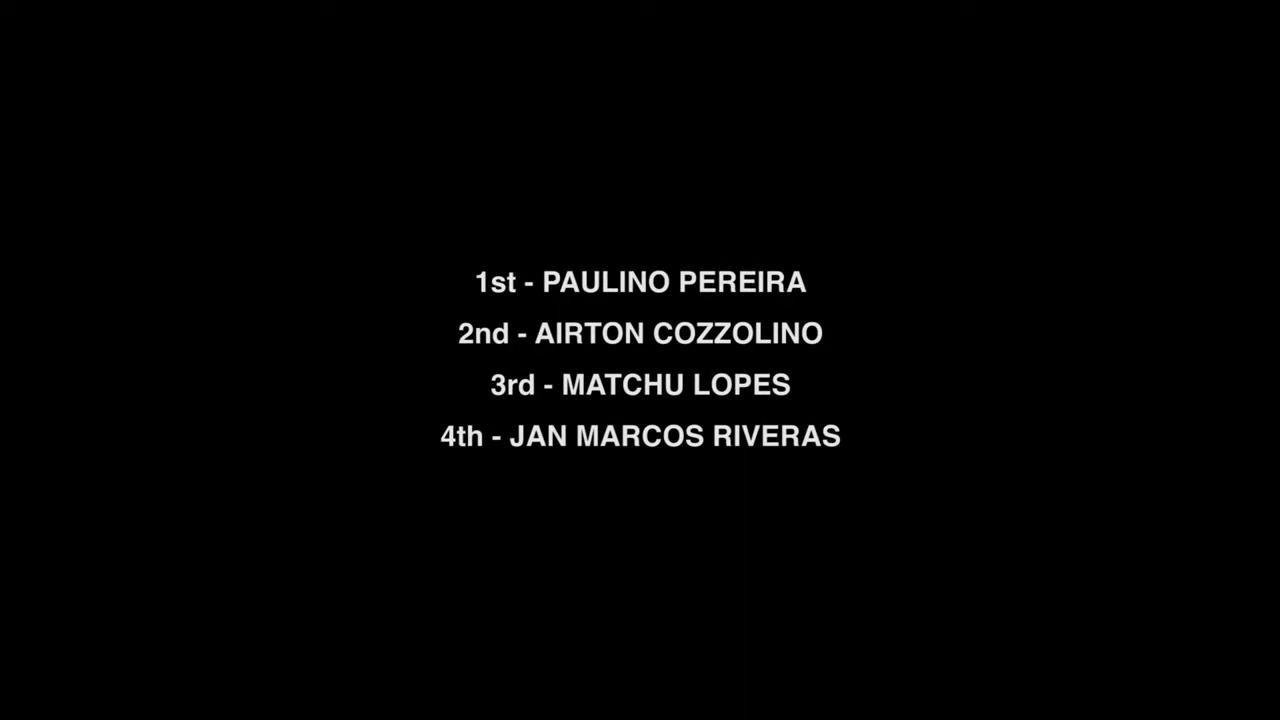 1st - PAULINO PEREIRA
2nd - AIRTON COZZOLINO
3rd - MATCHU LOPES
4th - JAN MARCOS RIVERAS